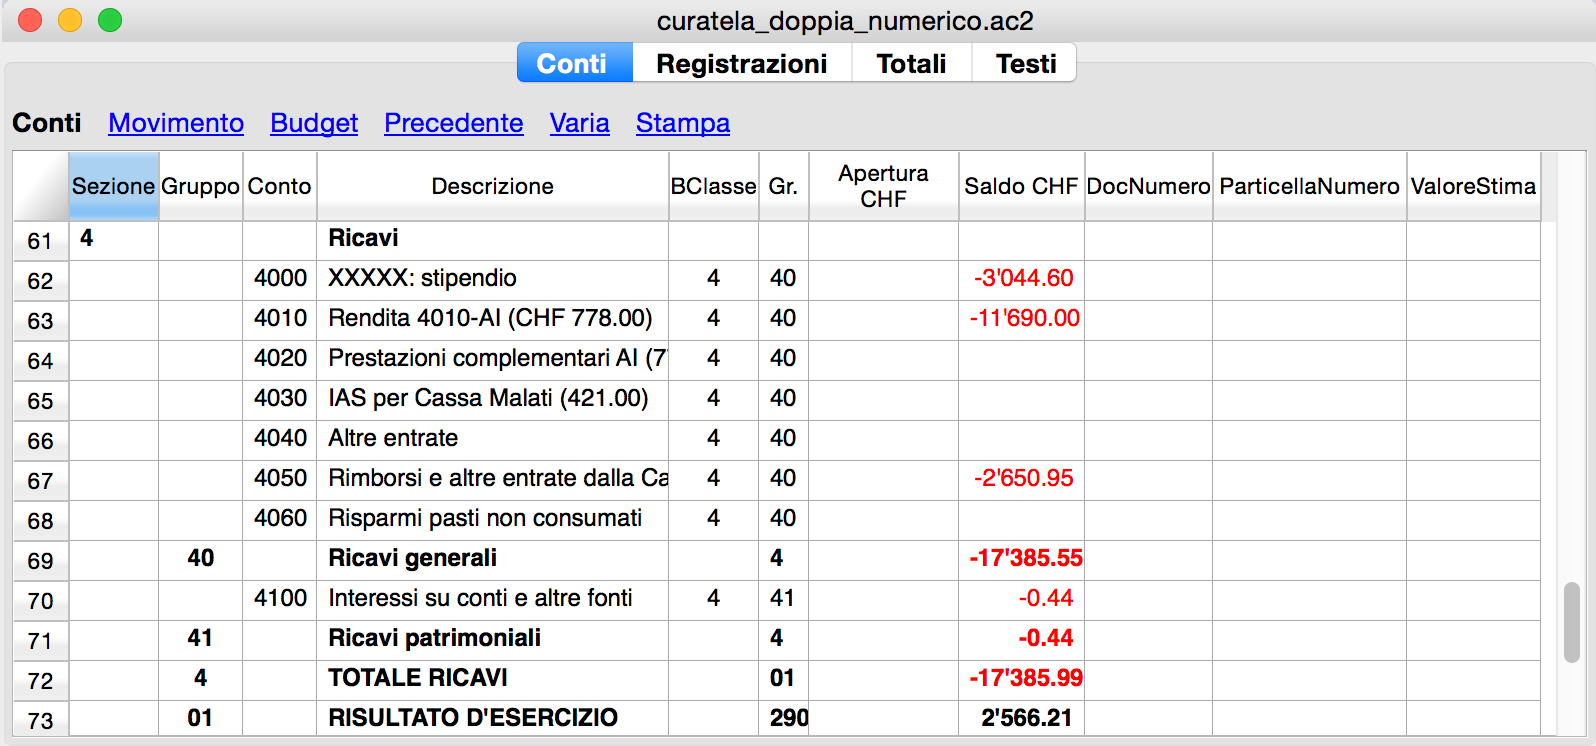 curatela_doppia_numerico.ac2
Conti Registrazioni Totali Testi
Conti Movimento Budget Precedente Varia Stampa
Sezione Gruppo Conto Descrizione BClasse Gr. Apertura CHF Saldo CHF DocNumero ParticellaNumero ValoreStima
61 4 Ricavi
62 4000 XXXXX: stipendio 4 40 -3'044.60
63 4010 Rendita 4010-AI (CHF 778.00) 4 40 -11'690.00
64 4020 Prestazioni complementari AI (7 4 40
65 4030 IAS per Cassa Malati (421.00) 4 40
66 4040 Altre entrate 4 40
67 4050 Rimborsi e altre entrate dalla Ca 4 40 -2'650.95
68 4060 Risparmi pasti non consumati 4 40
69 40 Ricavi generali 4 -17'385.55
70 4100 Interessi su conti e altre fonti 4 41 -0.44
71 41 Ricavi patrimoniali 4 -0.44
72 4 TOTALE RICAVI 01 -17'385.99
73 01 RISULTATO D'ESERCIZIO 290 2'566.21